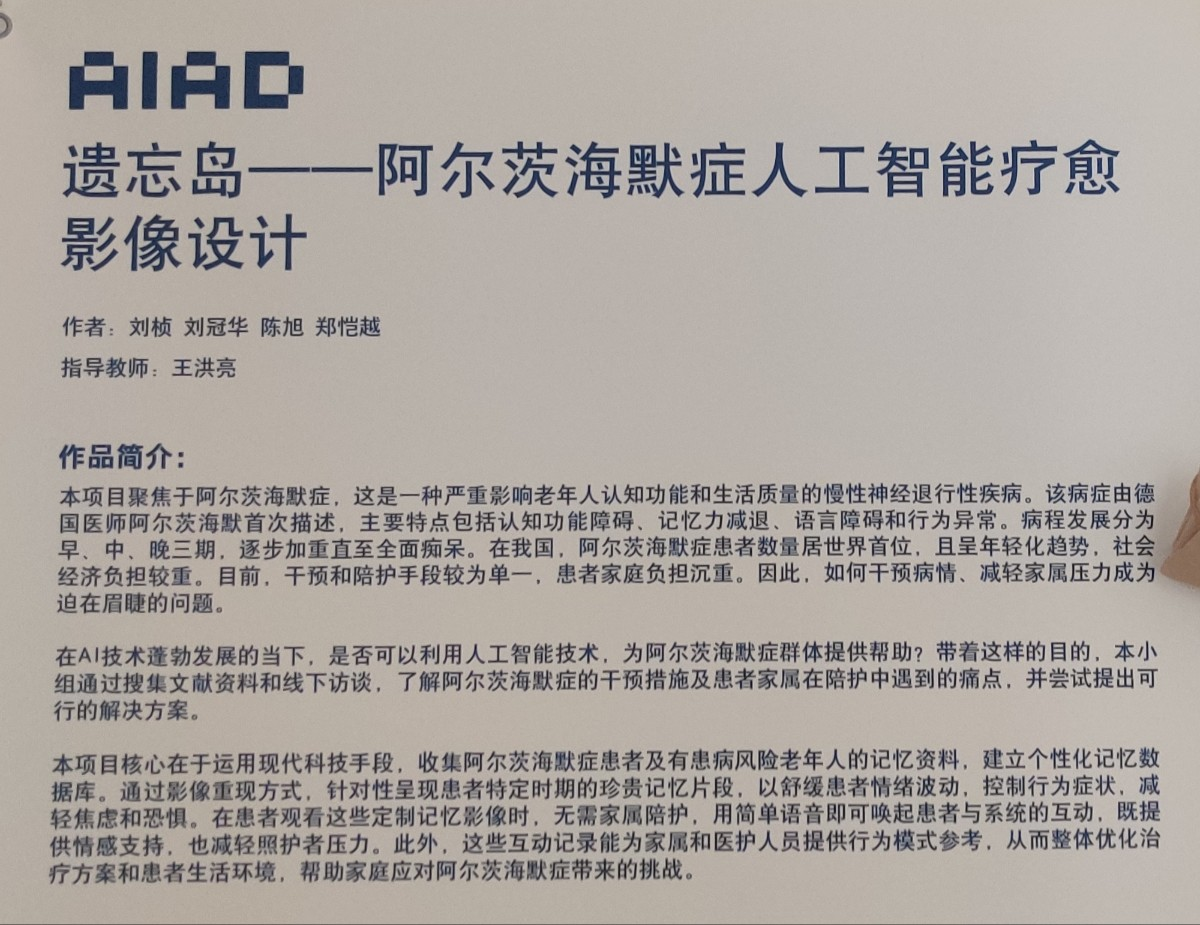 AIAD
遗忘岛——阿尔茨海默症人工智能疗愈
影像设计
作者：刘桢 刘冠华 陈旭 郑恺越
指导教师：王洪亮
作品简介：
本项目聚焦于阿尔茨海默症，这是一种严重影响老年人认知功能和生活质量的慢性神经退行性疾病。该病症由德
国医师阿尔茨海默首次描述，主要特点包括认知功能障碍、记忆力减退、语言障碍和行为异常。病程发展分为
早、中、晚三期，逐步加重直至全面痴呆。在我国，阿尔茨海默症患者数量居世界首位，且呈年轻化趋势，社会
经济负担较重。目前，干预和陪护手段较为单一，患者家庭负担沉重。因此，如何干预病情、减轻家属压力成为
迫在眉睫的问题。
在AI技术蓬勃发展的当下，是否可以利用人工智能技术，为阿尔茨海默症群体提供帮助？带着这样的目的，本小
组通过搜集文献资料和线下访谈，了解阿尔茨海默症的干预措施及患者家属在陪护中遇到的痛点，并尝试提出可
行的解决方案。
本项目核心在于运用现代科技手段，收集阿尔茨海默症患者及有患病风险老年人的记忆资料，建立个性化记忆数
据库。通过影像重现方式，针对性呈现患者特定时期的珍贵记忆片段，以舒缓患者情绪波动，控制行为症状，减
轻焦虑和恐惧。在患者观看这些定制记忆影像时，无需家属陪护，用简单语音即可唤起患者与系统的互动，既提
供情感支持，也减轻照护者压力。此外，这些互动记录能为家属和医护人员提供行为模式参考，从而整体优化治
疗方案和患者生活环境，帮助家庭应对阿尔茨海默症带来的挑战。